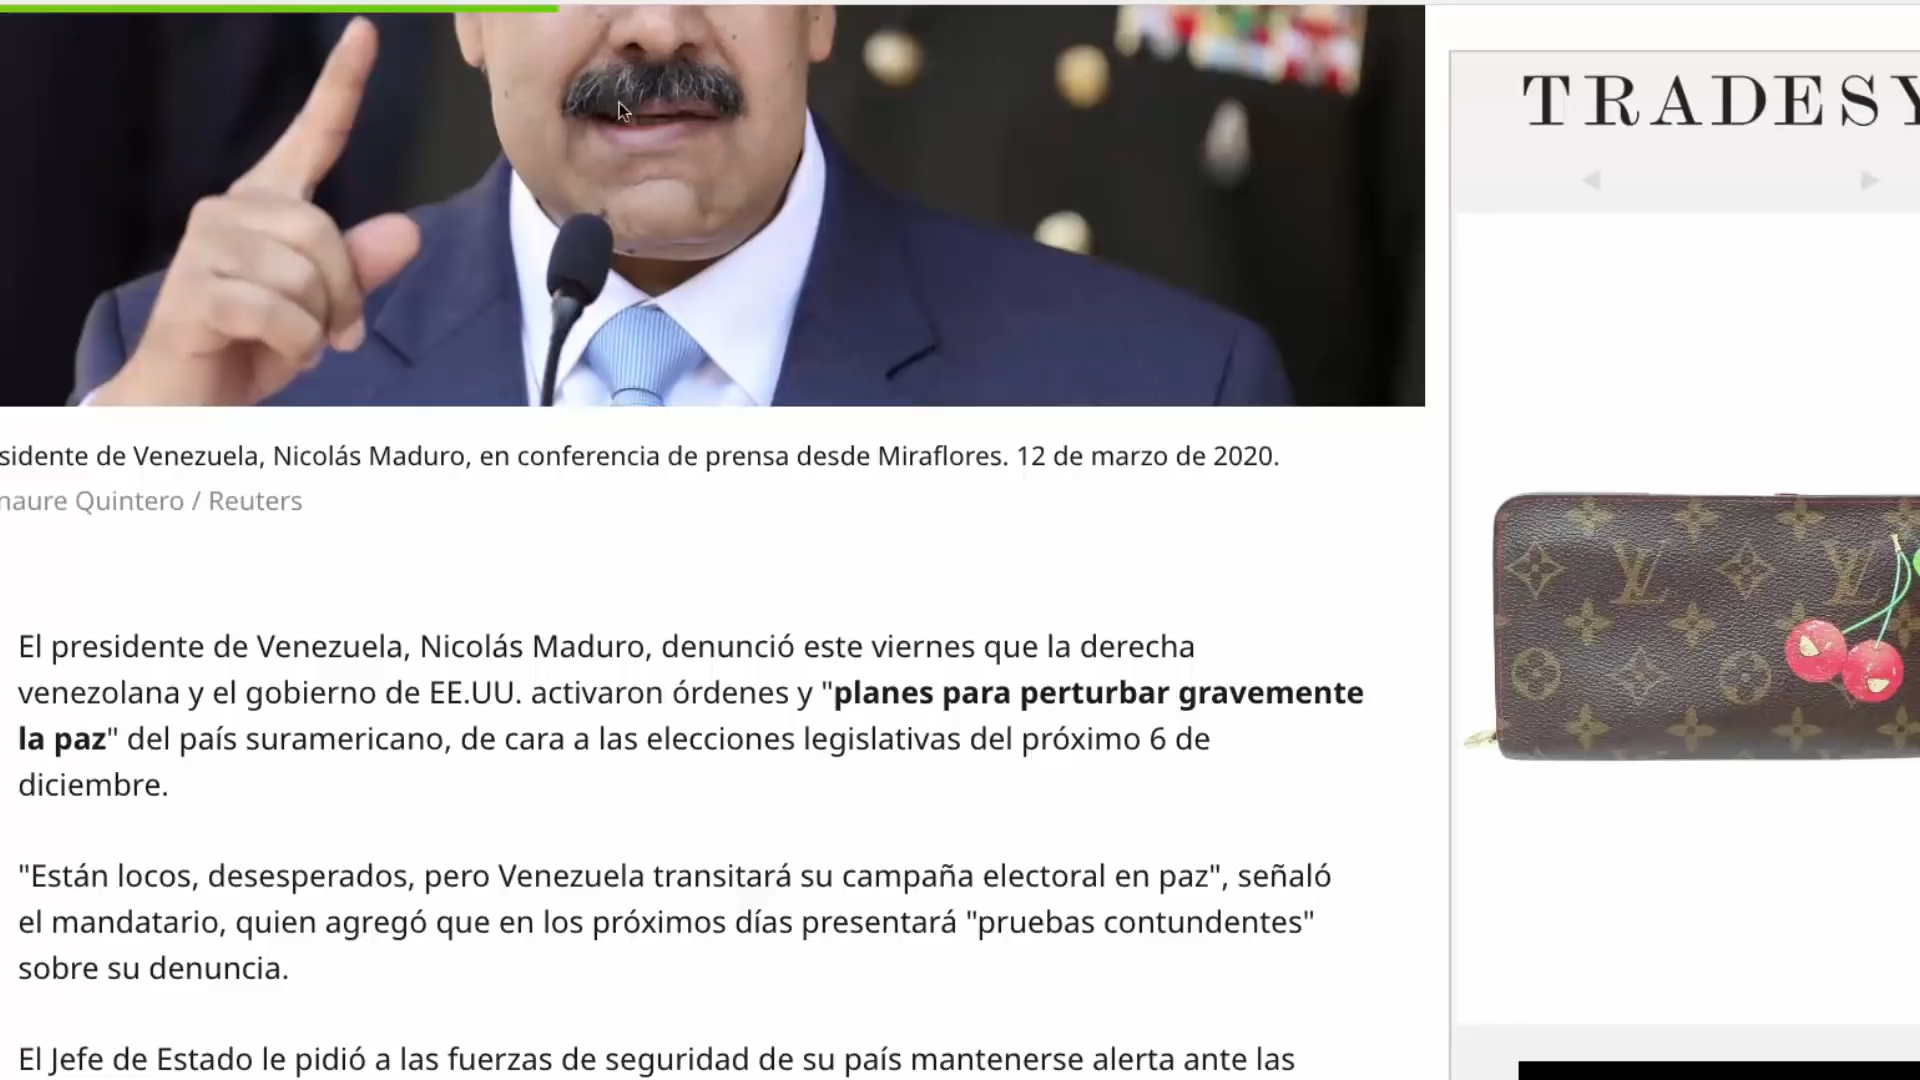 TRADESY
sidente de Venezuela, Nicolás Maduro, en conferencia de prensa desde Miraflores. 12 de marzo de 2020.
naure Quintero / Reuters
El presidente de Venezuela, Nicolás Maduro, denunció este viernes que la derecha
venezolana y el gobierno de EE.UU. activaron órdenes y "planes para perturbar gravemente
la paz" del país suramericano, de cara a las elecciones legislativas del próximo 6 de
diciembre.
"Están locos, desesperados, pero Venezuela transitará su campaña electoral en paz", señaló
el mandatario, quien agregó que en los próximos días presentará "pruebas contundentes"
sobre su denuncia.
El Jefe de Estado le pidió a las fuerzas de seguridad de su país mantenerse alerta ante las